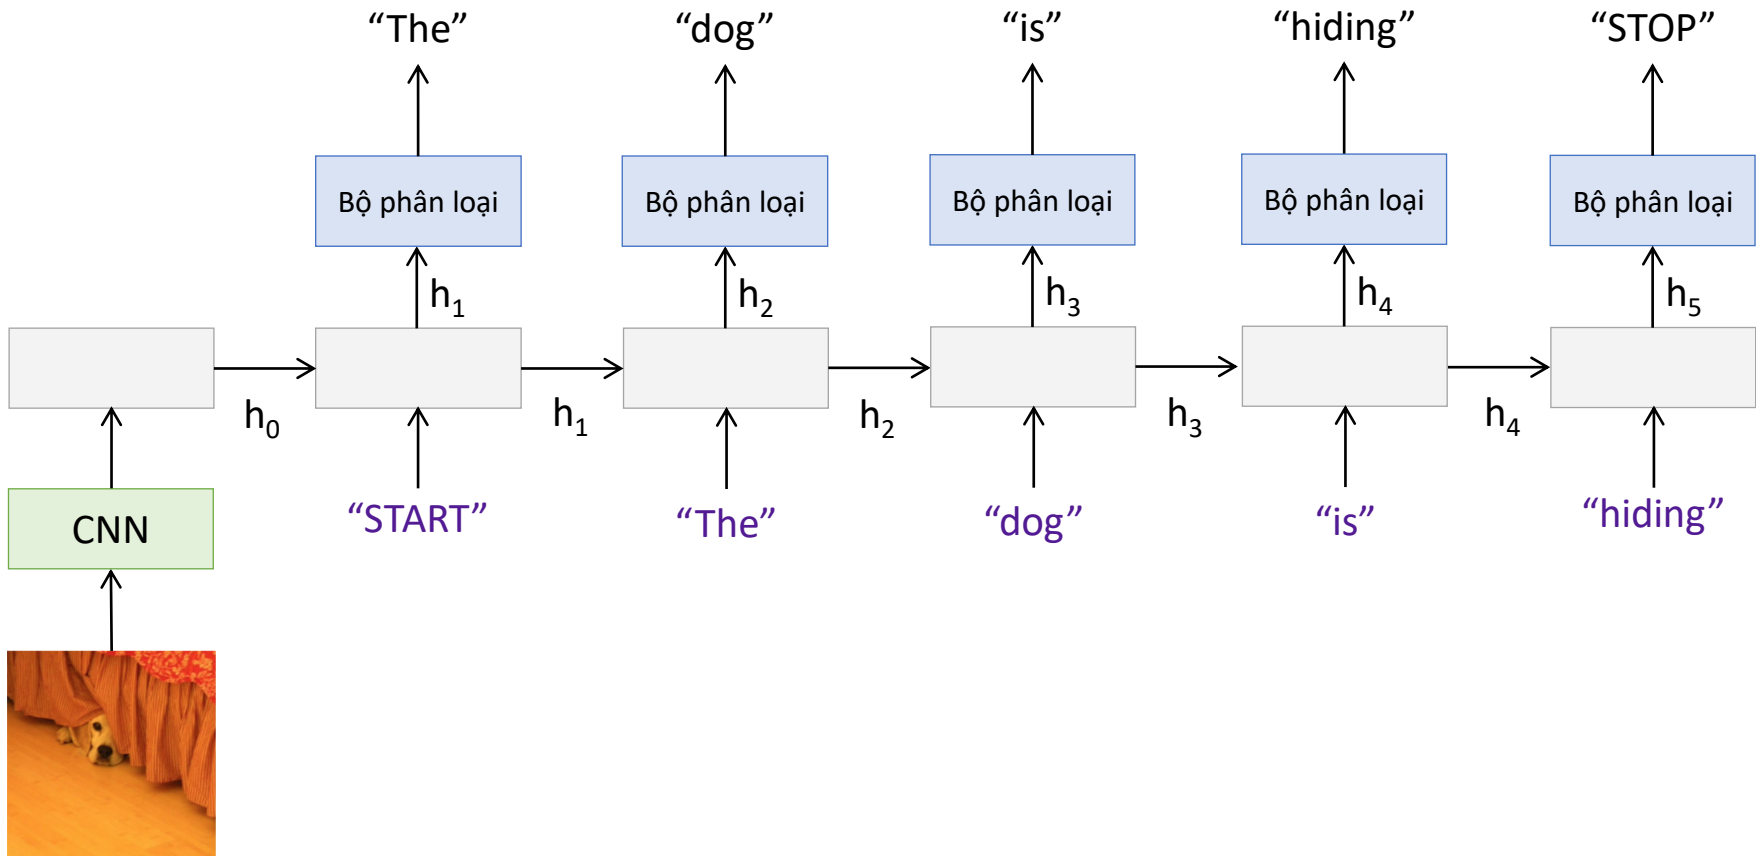 “The” “dog” “is” “hiding” “STOP”
Bộ phân loại Bộ phân loại Bộ phân loại Bộ phân loại Bộ phân loại
h₁ h₂ h₃ h₄ h₅
h₀ h₁ h₂ h₃ h₄
CNN “START” “The” “dog” “is” “hiding”